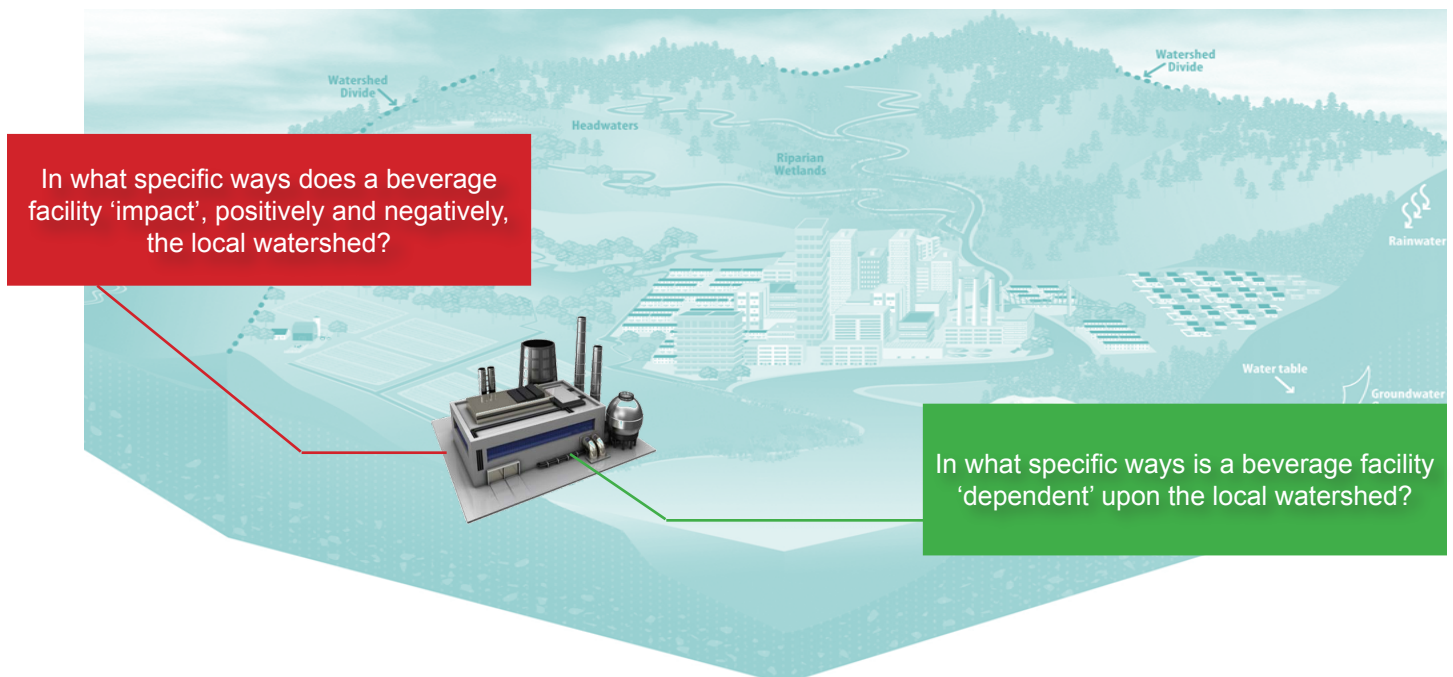 Watershed
Divide
Watershed
Divide
Headwaters
Riparian
Wetlands
In what specific ways does a beverage
facility ‘impact’, positively and negatively,
the local watershed?
Rainwater
Water table
Groundwater
In what specific ways is a beverage facility
‘dependent’ upon the local watershed?